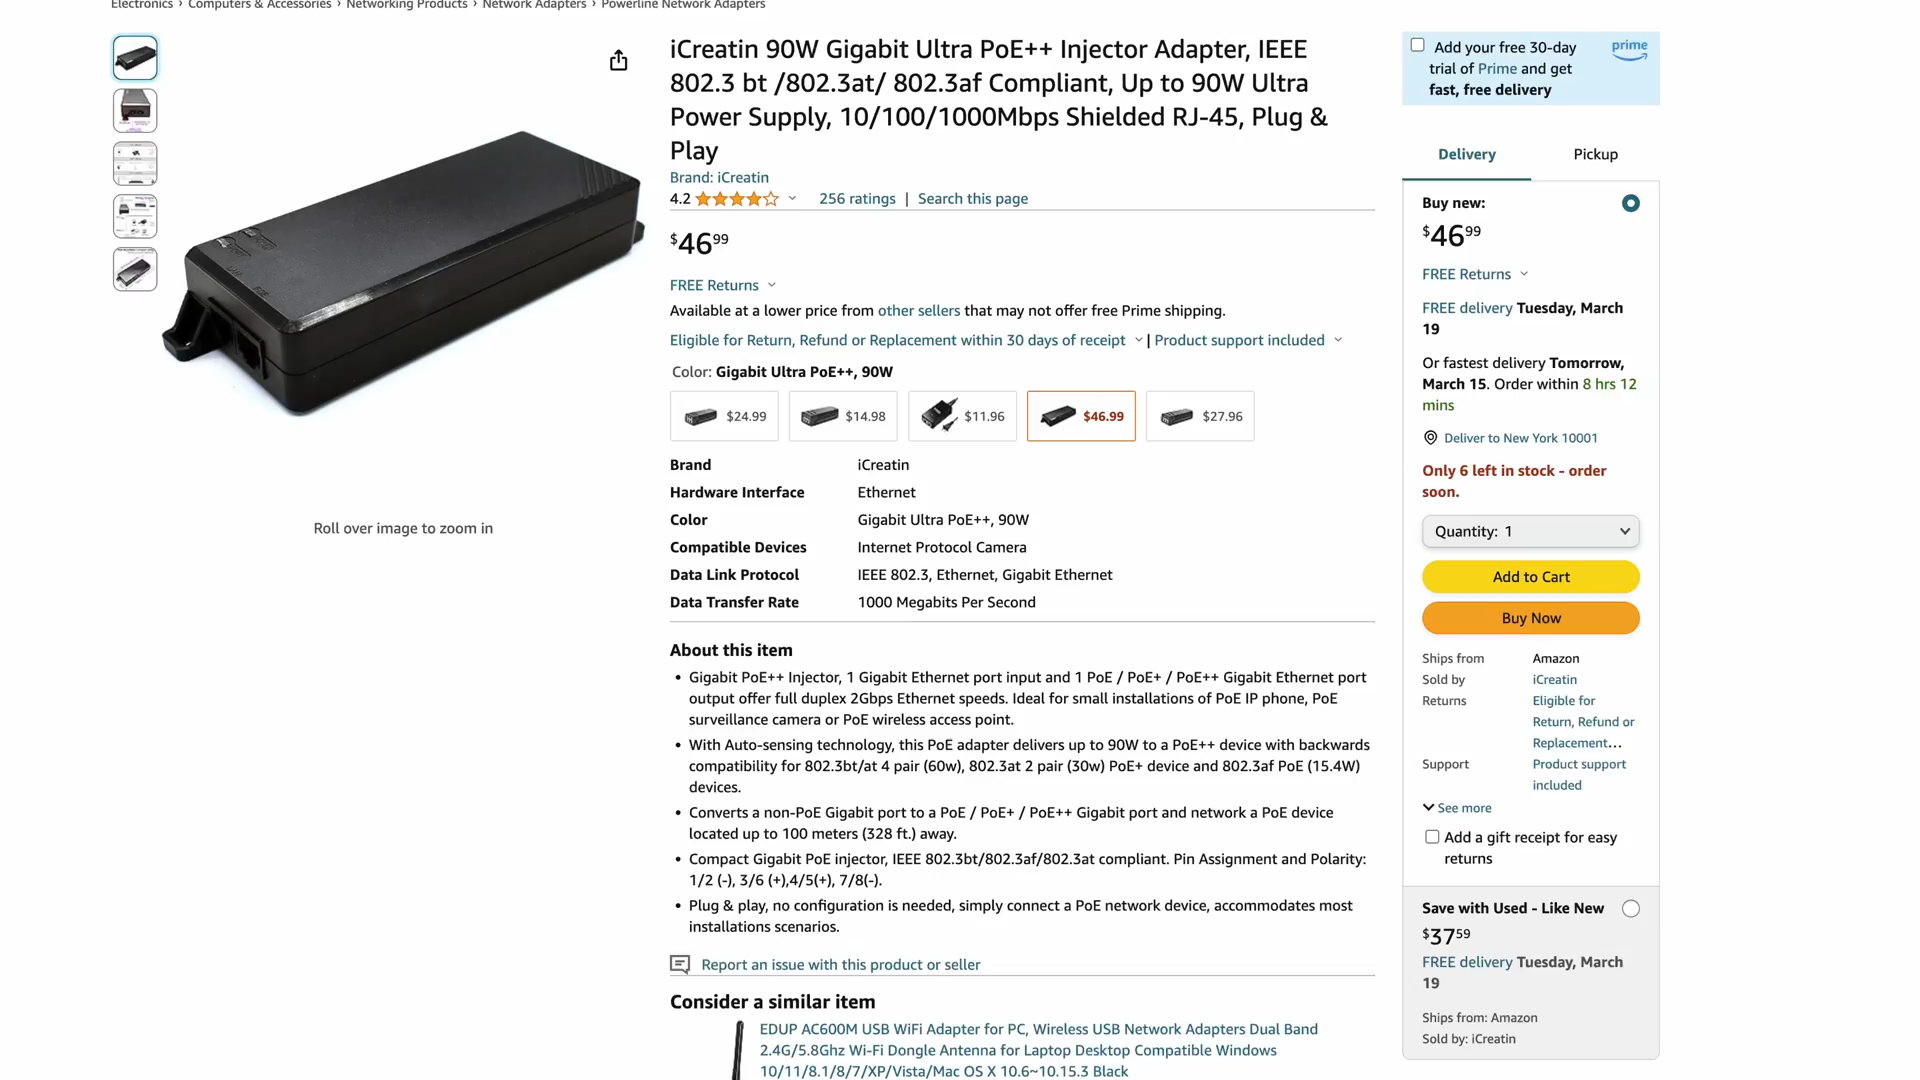 Electronics › Computers & Accessories › Networking Products › Network Adapters › Powerline Network Adapters
iCreatin 90W Gigabit Ultra PoE++ Injector Adapter, IEEE
802.3 bt /802.3at/ 802.3af Compliant, Up to 90W Ultra
Power Supply, 10/100/1000Mbps Shielded RJ-45, Plug &
Play
Brand: iCreatin
4.2
256 ratings | Search this page
$46 99
FREE Returns
Available at a lower price from other sellers that may not offer free Prime shipping.
Eligible for Return, Refund or Replacement within 30 days of receipt | Product support included
Color: Gigabit Ultra PoE++, 90W
$24.99
$14.98
$11.96
$46.99
$27.96
Brand iCreatin
Hardware Interface Ethernet
Color Gigabit Ultra PoE++, 90W
Compatible Devices Internet Protocol Camera
Data Link Protocol IEEE 802.3, Ethernet, Gigabit Ethernet
Data Transfer Rate 1000 Megabits Per Second
About this item
• Gigabit PoE++ Injector, 1 Gigabit Ethernet port input and 1 PoE / PoE+ / PoE++ Gigabit Ethernet port
output offer full duplex 2Gbps Ethernet speeds. Ideal for small installations of PoE IP phone, PoE
surveillance camera or PoE wireless access point.
• With Auto-sensing technology, this PoE adapter delivers up to 90W to a PoE++ device with backwards
compatibility for 802.3bt/at 4 pair (60w), 802.3at 2 pair (30w) PoE+ device and 802.3af PoE (15.4W)
devices.
• Converts a non-PoE Gigabit port to a PoE / PoE+ / PoE++ Gigabit port and network a PoE device
located up to 100 meters (328 ft.) away.
• Compact Gigabit PoE injector, IEEE 802.3bt/802.3af/802.3at compliant. Pin Assignment and Polarity:
1/2 (-), 3/6 (+),4/5(+), 7/8(-).
• Plug & play, no configuration is needed, simply connect a PoE network device, accommodates most
installations scenarios.
Report an issue with this product or seller
Consider a similar item
EDUP AC600M USB WiFi Adapter for PC, Wireless USB Network Adapters Dual Band
2.4G/5.8Ghz Wi-Fi Dongle Antenna for Laptop Desktop Compatible Windows
10/11/8.1/8/7/XP/Vista/Mac OS X 10.6~10.15.3 Black
Roll over image to zoom in
Add your free 30-day
trial of Prime and get
fast, free delivery
prime
Delivery
Pickup
Buy new:
$46 99
FREE Returns
FREE delivery Tuesday, March
19
Or fastest delivery Tomorrow,
March 15. Order within 8 hrs 12
mins
Deliver to New York 10001
Only 6 left in stock - order
soon.
Quantity: 1
Add to Cart
Buy Now
Ships from Amazon
Sold by iCreatin
Returns Eligible for
Return, Refund or
Replacement…
Support Product support
included
See more
Add a gift receipt for easy
returns
Save with Used - Like New
$37 59
FREE delivery Tuesday, March
19
Ships from: Amazon
Sold by: iCreatin